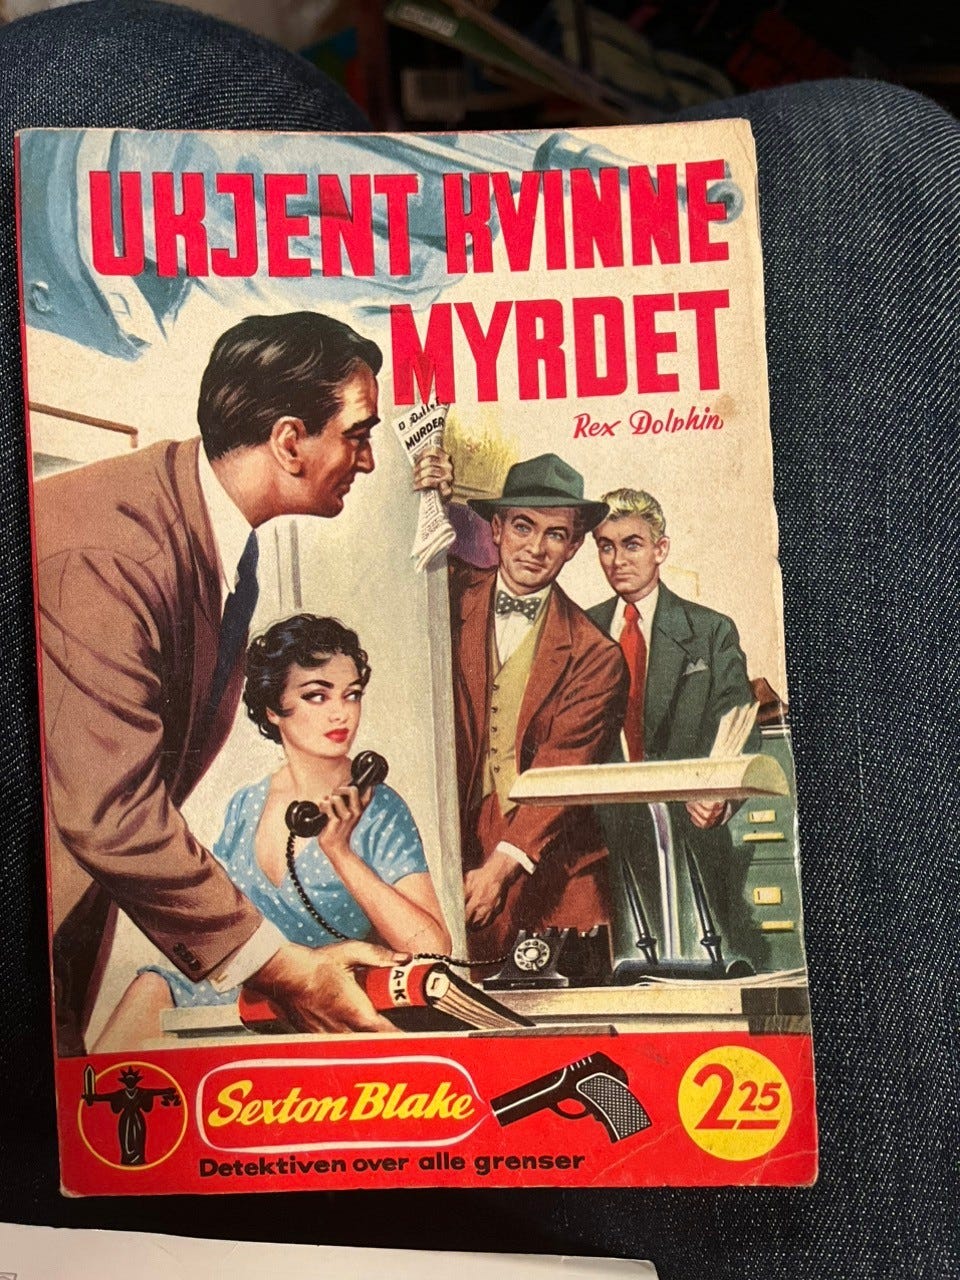 UKJENT KVINNE
MYRDET
Rex Dolphin
MURDER
A-K
Sexton Blake
2 25
Detektiven over alle grenser